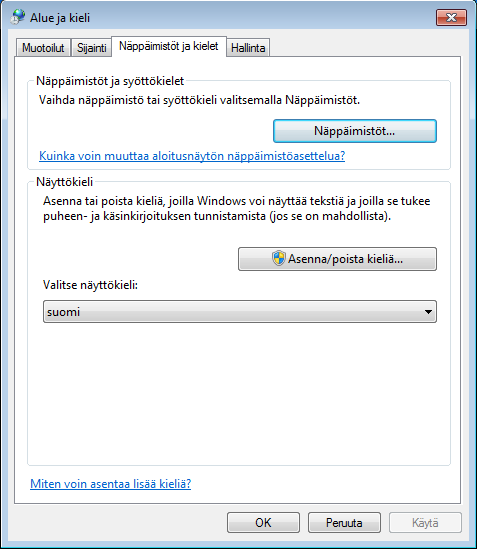 Alue ja kieli
Muotoilut Sijainti Näppäimistöt ja kielet Hallinta
Näppäimistöt ja syöttökielet
Vaihda näppäimistö tai syöttökieli valitsemalla Näppäimistöt.
Näppäimistöt...
Kuinka voin muuttaa aloitusnäytön näppäimistöasettelua?
Näyttökieli
Asenna tai poista kieliä, joilla Windows voi näyttää tekstiä ja joilla se tukee
puheen- ja käsinkirjoituksen tunnistamista (jos se on mahdollista).
Asenna/poista kieliä...
Valitse näyttökieli:
suomi
Miten voin asentaa lisää kieliä?
OK Peruuta Käytä